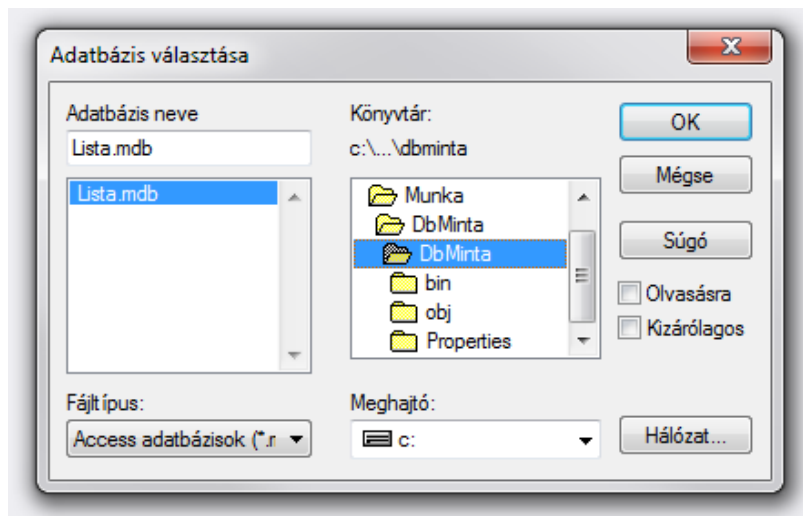 Adatbázis választása
Adatbázis neve
Lista.mdb
Lista.mdb
Könyvtár:
c:\...\dbminta
Munka
DbMinta
DbMinta
bin
obj
Properties
OK
Mégse
Súgó
Olvasásra
Kizárólagos
Fájltípus:
Access adatbázisok (*.r
Meghajtó:
c:
Hálózat...